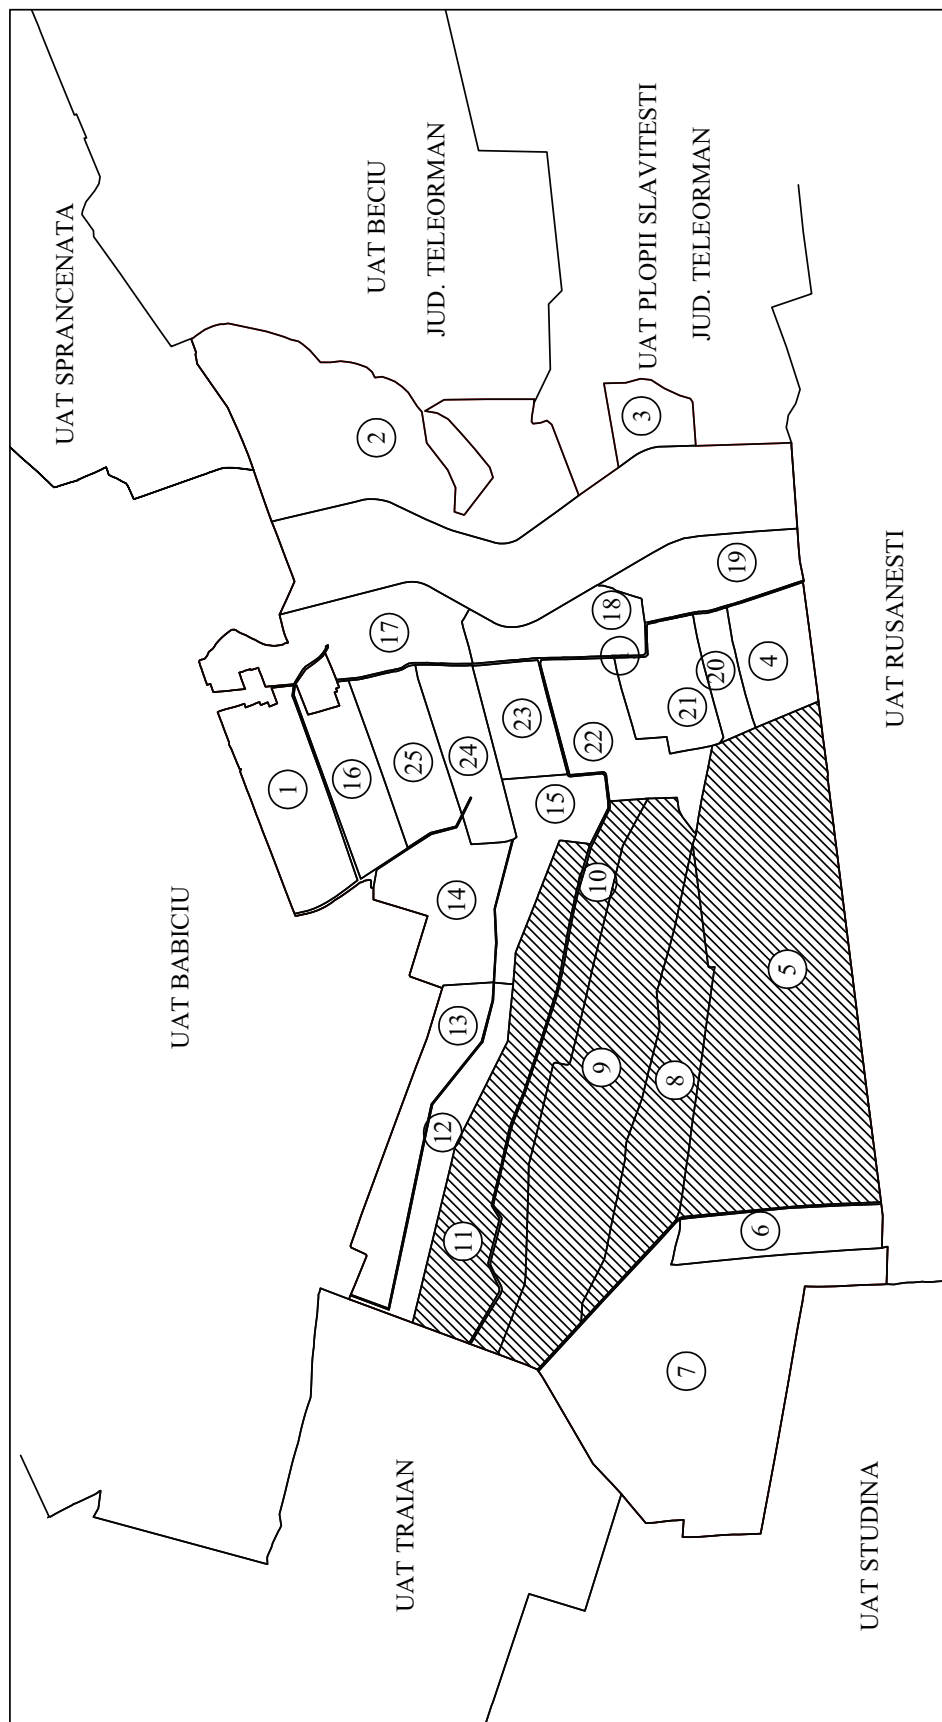 UAT SPRANCENATA
UAT BABICIU
UAT BECIU
JUD. TELEORMAN
UAT TRAIAN
UAT PLOPII SLAVITESTI
JUD. TELEORMAN
UAT STUDINA
UAT RUSANESTI
1
2
16
17
25
14
24
13
12
11
23
15
3
18
22
10
9
21
8
7
20
19
4
5
6